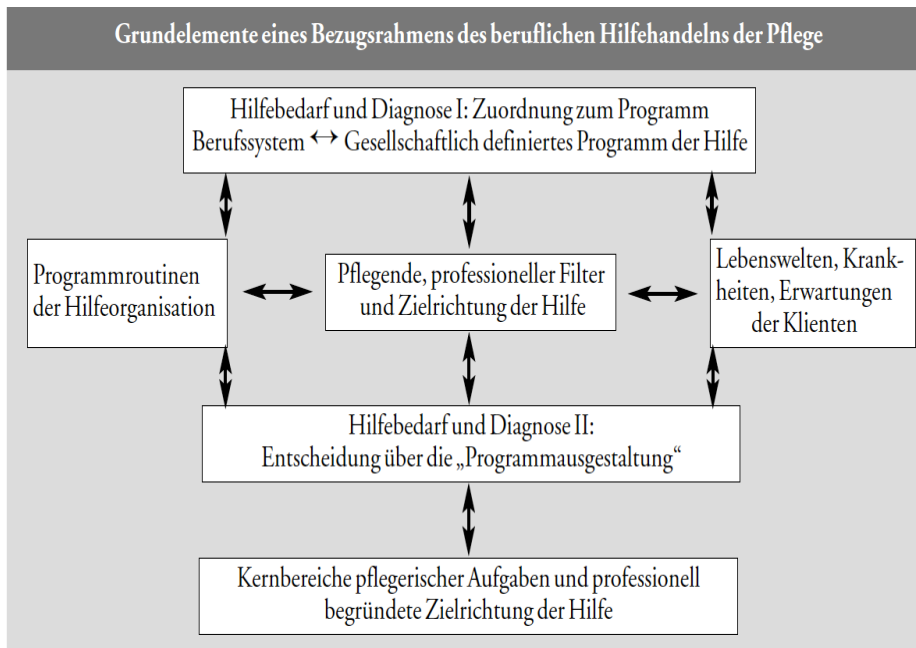 Grundelemente eines Bezugsrahmens des beruflichen Hilfehandelns der Pflege
Hilfebedarf und Diagnose I: Zuordnung zum Programm
Berufssystem ↔ Gesellschaftlich definiertes Programm der Hilfe
Programmroutinen
der Hilfeorganisation
Pflegende, professioneller Filter
und Zielrichtung der Hilfe
Lebenswelten, Krank-
heiten, Erwartungen
der Klienten
Hilfebedarf und Diagnose II:
Entscheidung über die „Programmausgestaltung“
Kernbereiche pflegerischer Aufgaben und professionell
begründete Zielrichtung der Hilfe